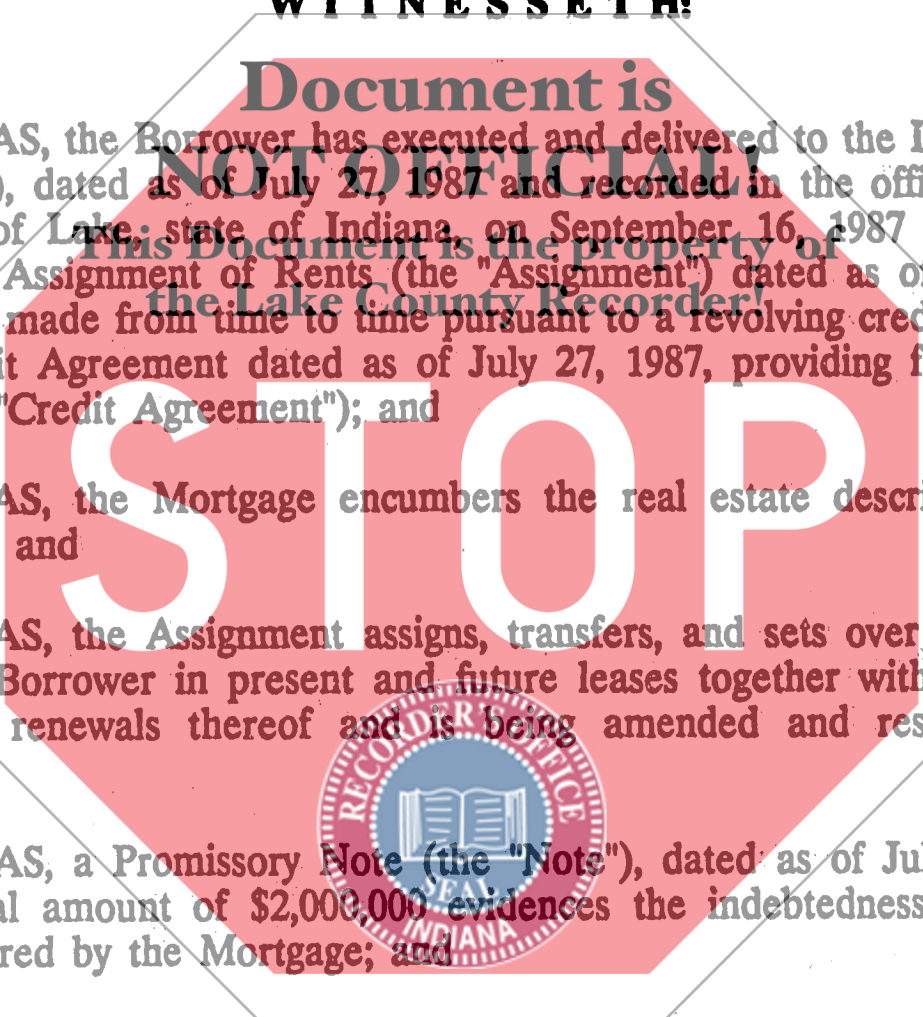 WITNESSETH:
Document is
AS, the Borrower has executed and delivered to the
NOT OFFICIAL!
), dated as of July 27, 1987 and recorded in the offi
of Lake, state of Indiana, on September 16, 1987
This Document is the property of
Assignment of Rents (the "Assignment") dated as o
the Lake County Recorder!
made from time to time pursuant to a revolving cre
it Agreement dated as of July 27, 1987, providing f
"Credit Agreement"); and
STOP
AS, the Mortgage encumbers the real estate descri
and
AS, the Assignment assigns, transfers, and sets over
Borrower in present and future leases together with
renewals thereof and is being amended and res
RECORDER'S OFFICE
AS, a Promissory Note (the "Note"), dated as of Jul
SEAL
al amount of $2,000,000 evidences the indebtedness
INDIANA
red by the Mortgage; and